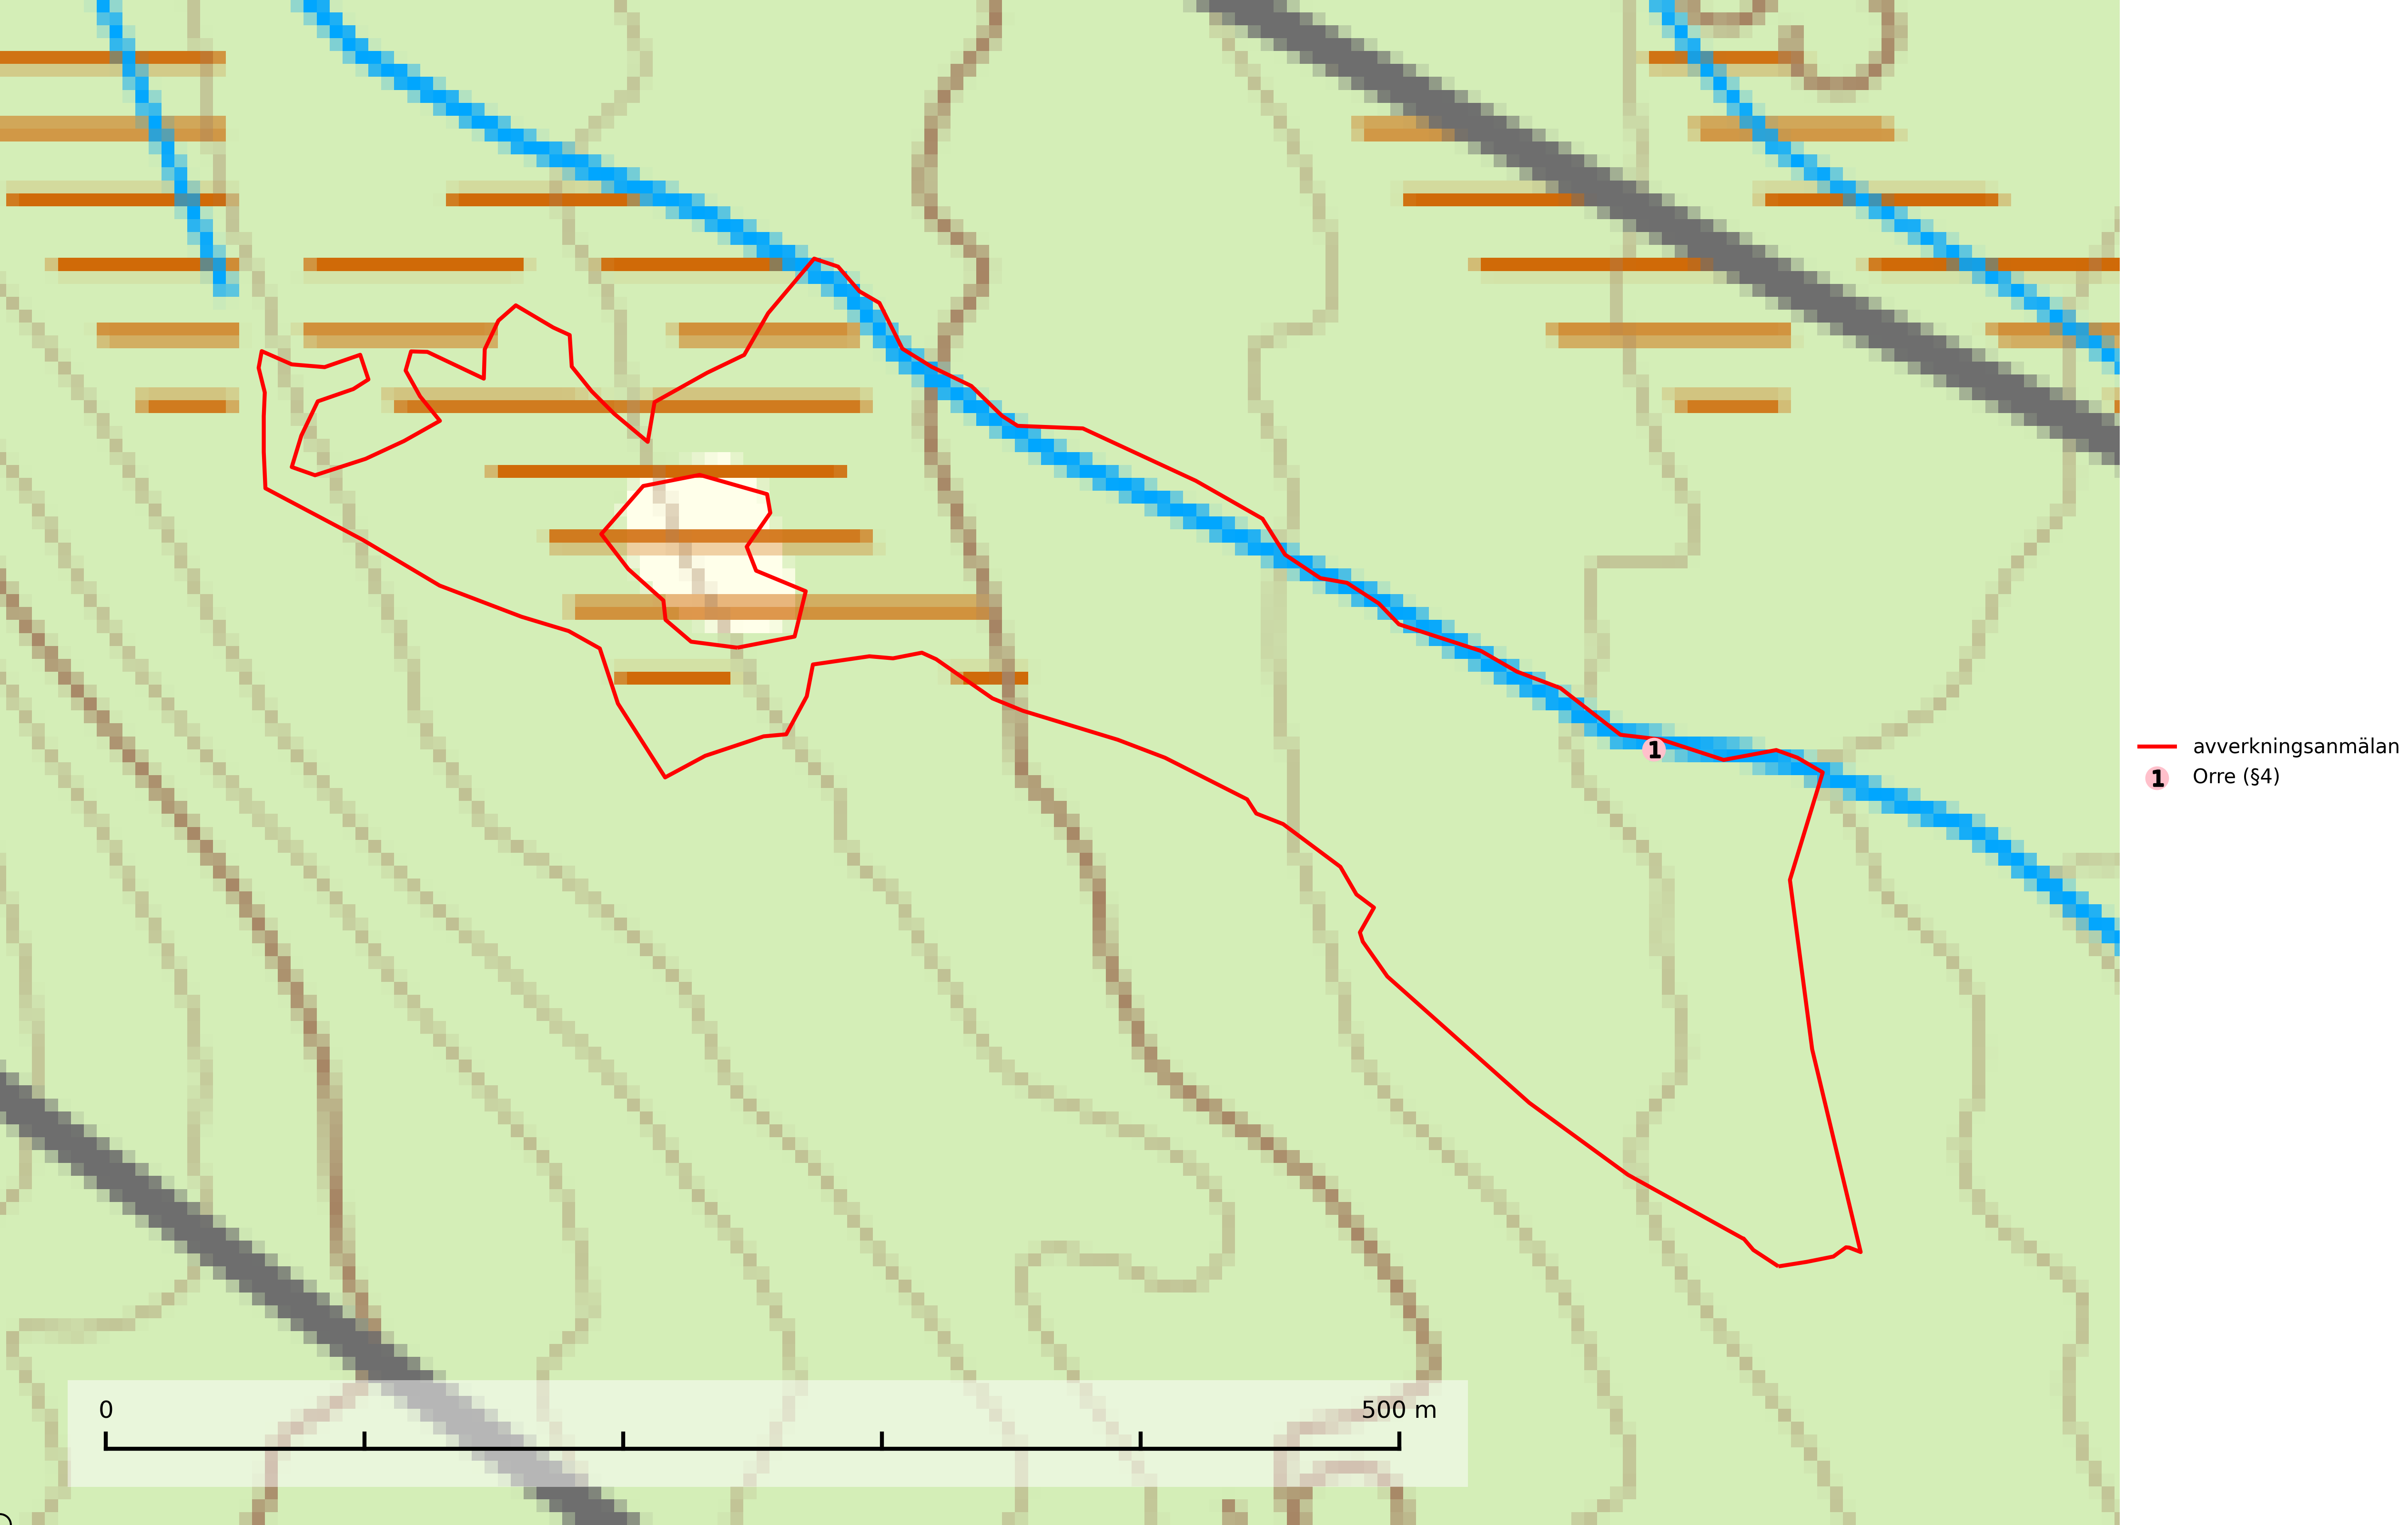 1
avverkningsanmälan
1 Orre (§4)
0 500 m